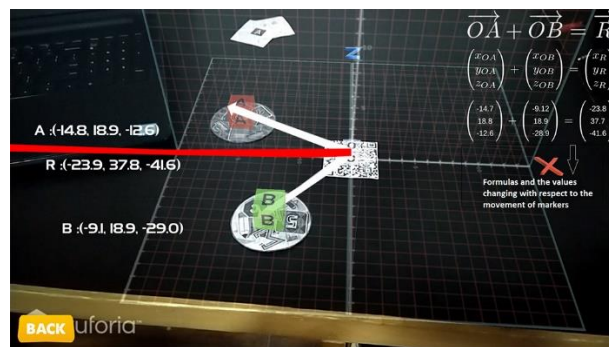 OA + OB = R
(x_OA) + (x_OB) = (x_R
(y_OA) + (y_OB) = (y_R
(z_OA) + (z_OB) = (z_R
(-14.7) + (-9.12) = (-23.8
(18.8) + (18.9) = (37.7
(-12.6) + (-28.9) = (-41.6
Formulas and the values
changing with respect to the
movement of markers
Z
A
A
A :(-14.8, 18.9, -12.6)
R :(-23.9, 37.8, -41.6)
B
B
B :(-9.1, 18.9, -29.0)
X
BACK uforia